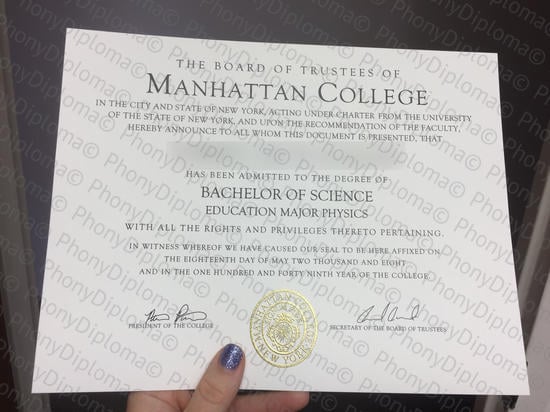 THE BOARD OF TRUSTEES OF
MANHATTAN COLLEGE
IN THE CITY AND STATE OF NEW YORK, ACTING UNDER CHARTER FROM THE UNIVERSITY
OF THE STATE OF NEW YORK, AND UPON THE RECOMMENDATION OF THE FACULTY,
HEREBY ANNOUNCE TO ALL WHOM THIS DOCUMENT IS PRESENTED, THAT
HAS BEEN ADMITTED TO THE DEGREE OF
BACHELOR OF SCIENCE
EDUCATION MAJOR PHYSICS
WITH ALL THE RIGHTS AND PRIVILEGES THERETO PERTAINING.
IN WITNESS WHEREOF WE HAVE CAUSED OUR SEAL TO BE HERE AFFIXED ON
THE EIGHTEENTH DAY OF MAY TWO THOUSAND AND EIGHT
AND IN THE ONE HUNDRED AND FORTY NINTH YEAR OF THE COLLEGE.
PRESIDENT OF THE COLLEGE
SECRETARY OF THE BOARD OF TRUSTEES
MANHATTAN COLLEGE
NEW YORK
PhonyDiploma©